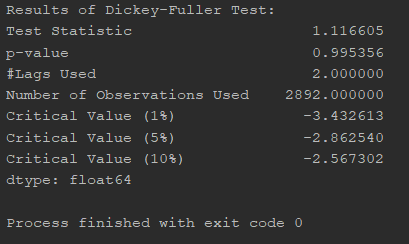 Results of Dickey-Fuller Test:
Test Statistic 1.116605
p-value 0.995356
#Lags Used 2.000000
Number of Observations Used 2892.000000
Critical Value (1%) -3.432613
Critical Value (5%) -2.862540
Critical Value (10%) -2.567302
dtype: float64

Process finished with exit code 0